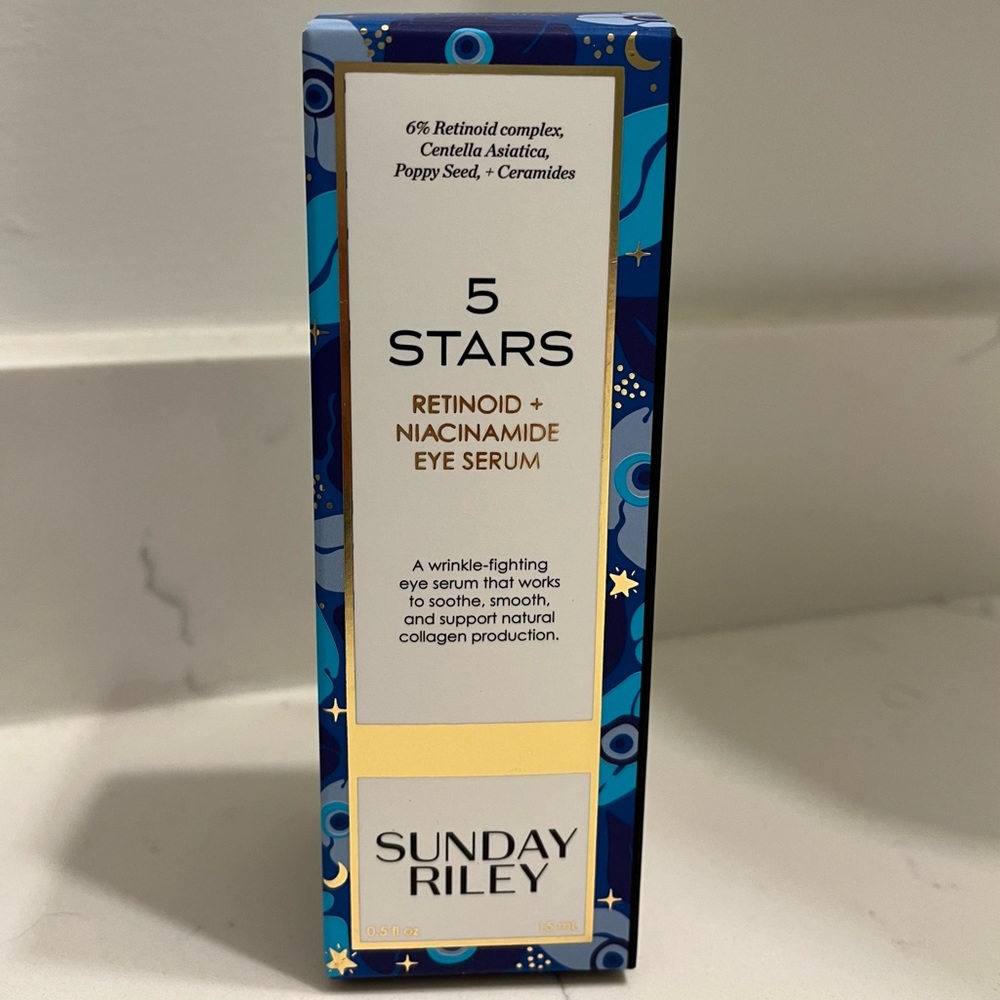 6% Retinoid complex,
Centella Asiatica,
Poppy Seed, + Ceramides
5
STARS
RETINOID +
NIACINAMIDE
EYE SERUM
A wrinkle-fighting
eye serum that works
to soothe, smooth,
and support natural
collagen production.
SUNDAY
RILEY
0.5 fl oz 15 mL